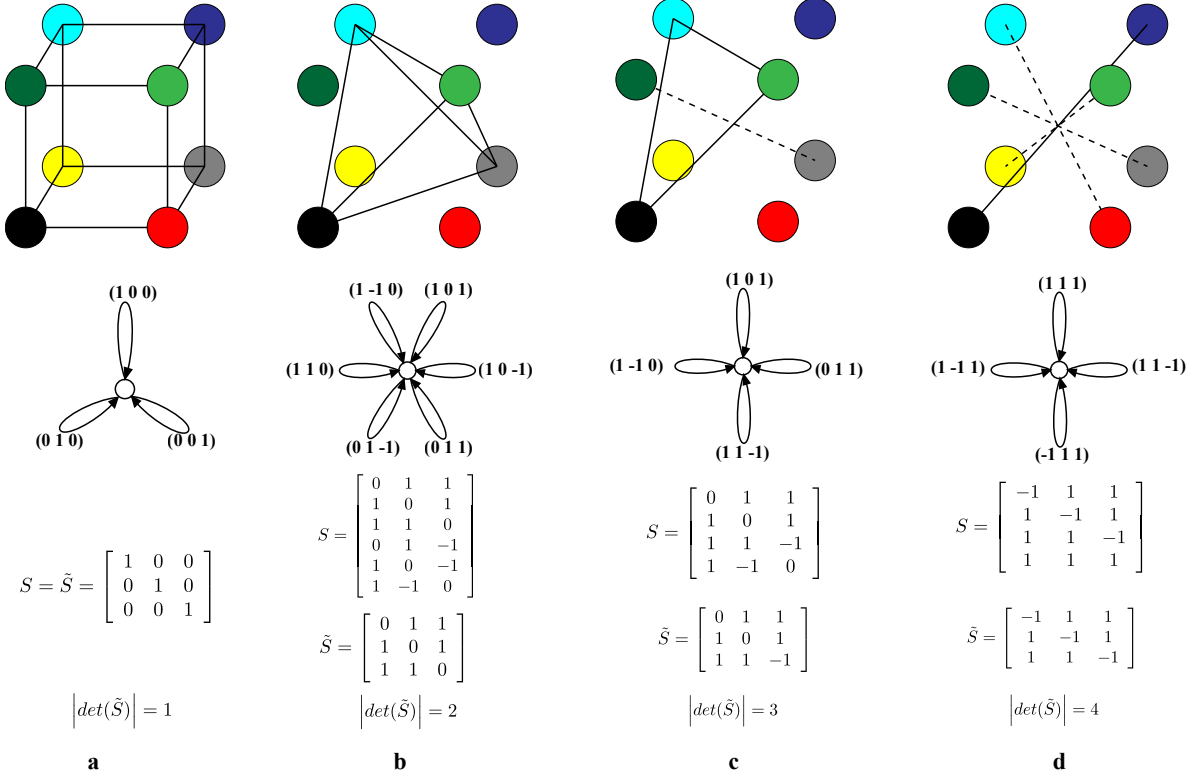 (1 0 0)
(0 1 0)
(0 0 1)
S = S̃ = [ 1 0 0
0 1 0
0 0 1 ]
|det(S̃)| = 1
a
(1 -1 0)
(1 0 1)
(1 1 0)
(1 0 -1)
(0 1 -1)
(0 1 1)
S = [ 0 1 1
1 0 1
1 1 0
0 1 −1
1 0 −1
1 −1 0 ]
S̃ = [ 0 1 1
1 0 1
1 1 0 ]
|det(S̃)| = 2
b
(1 0 1)
(1 -1 0)
(0 1 1)
(1 1 -1)
S = [ 0 1 1
1 0 1
1 1 −1
1 −1 0 ]
S̃ = [ 0 1 1
1 0 1
1 1 −1 ]
|det(S̃)| = 3
c
(1 1 1)
(1 -1 1)
(1 1 -1)
(-1 1 1)
S = [ −1 1 1
1 −1 1
1 1 −1
1 1 1 ]
S̃ = [ −1 1 1
1 −1 1
1 1 −1 ]
|det(S̃)| = 4
d